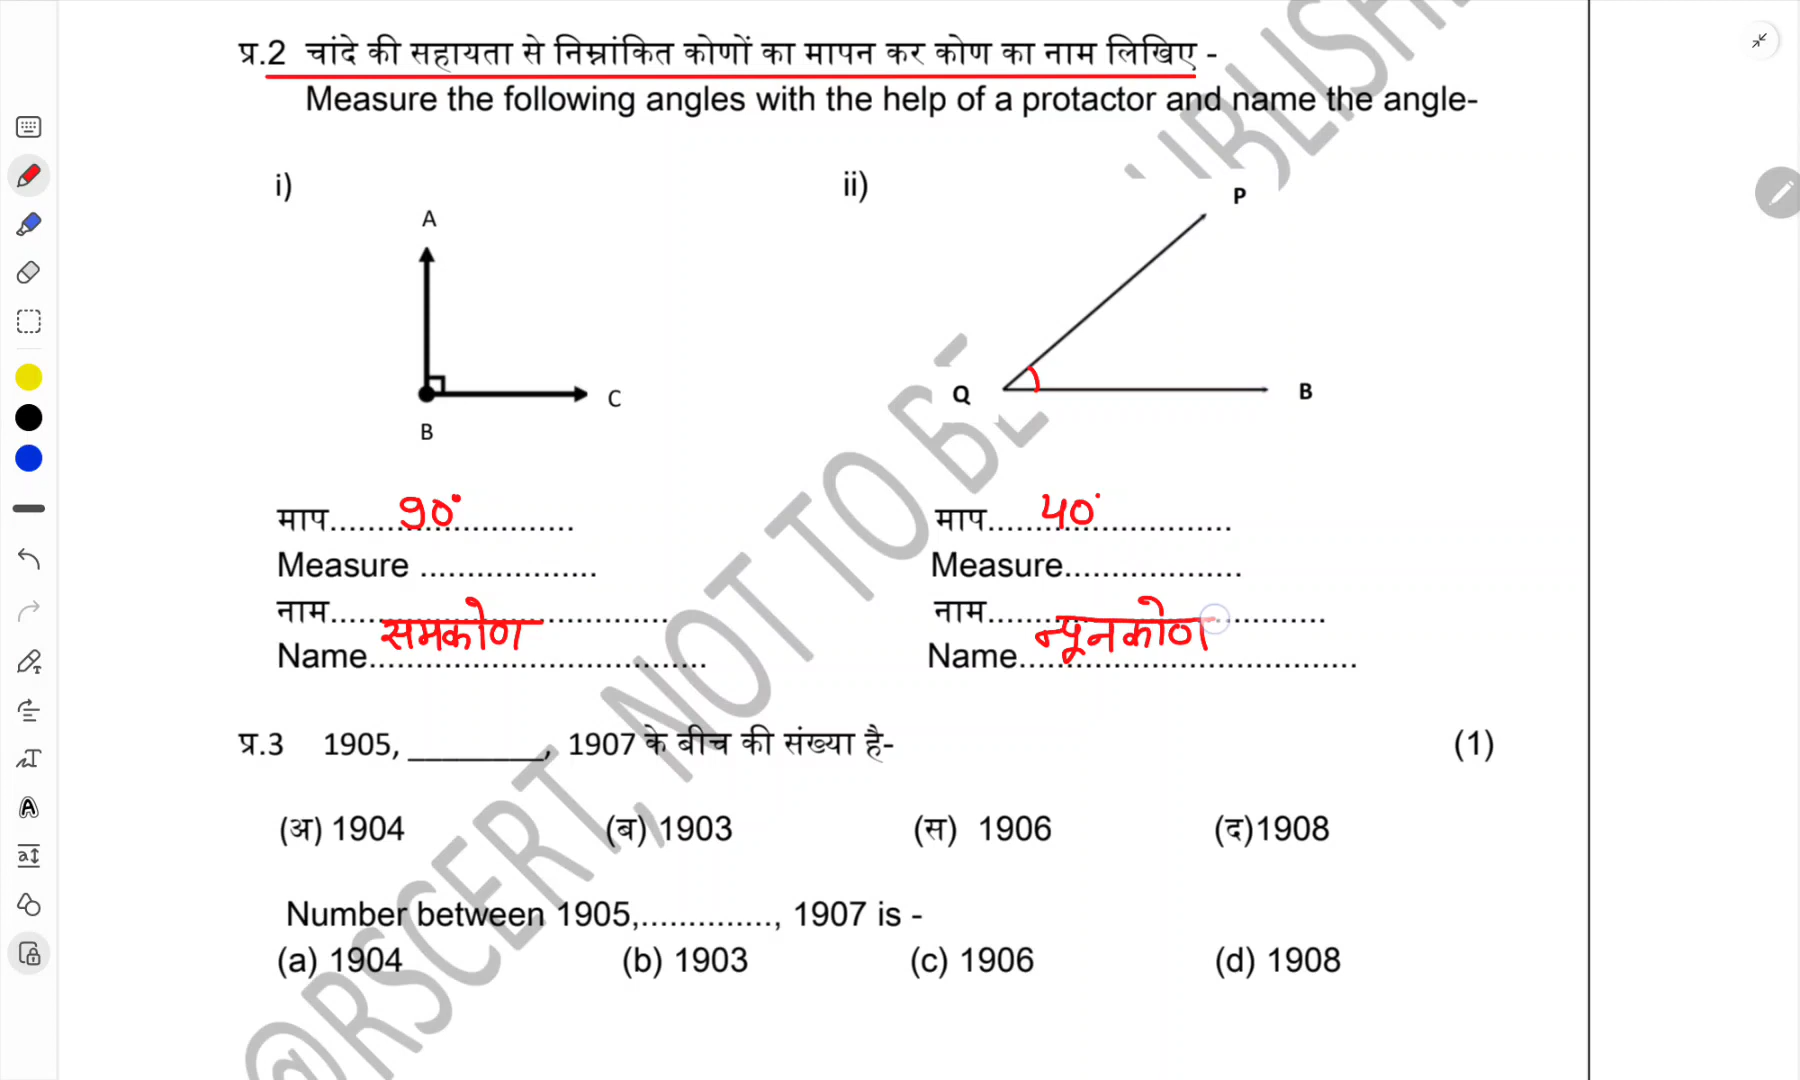 प्र.2 चांदे की सहायता से निम्नांकित कोणों का मापन कर कोण का नाम लिखिए -
Measure the following angles with the help of a protactor and name the angle-
i)
ii)
A
P
C
Q
B
B
माप.... 90° ....
माप.... 40° ....
Measure ...................
Measure...................
नाम.... समकोण ....
नाम.... न्यूनकोण ....
Name....................................
Name....................................
प्र.3 1905, ________, 1907 के बीच की संख्या है- (1)
(अ) 1904 (ब) 1903 (स) 1906 (द)1908
Number between 1905,.............., 1907 is -
(a) 1904 (b) 1903 (c) 1906 (d) 1908
@RSCERT, NOT TO BE